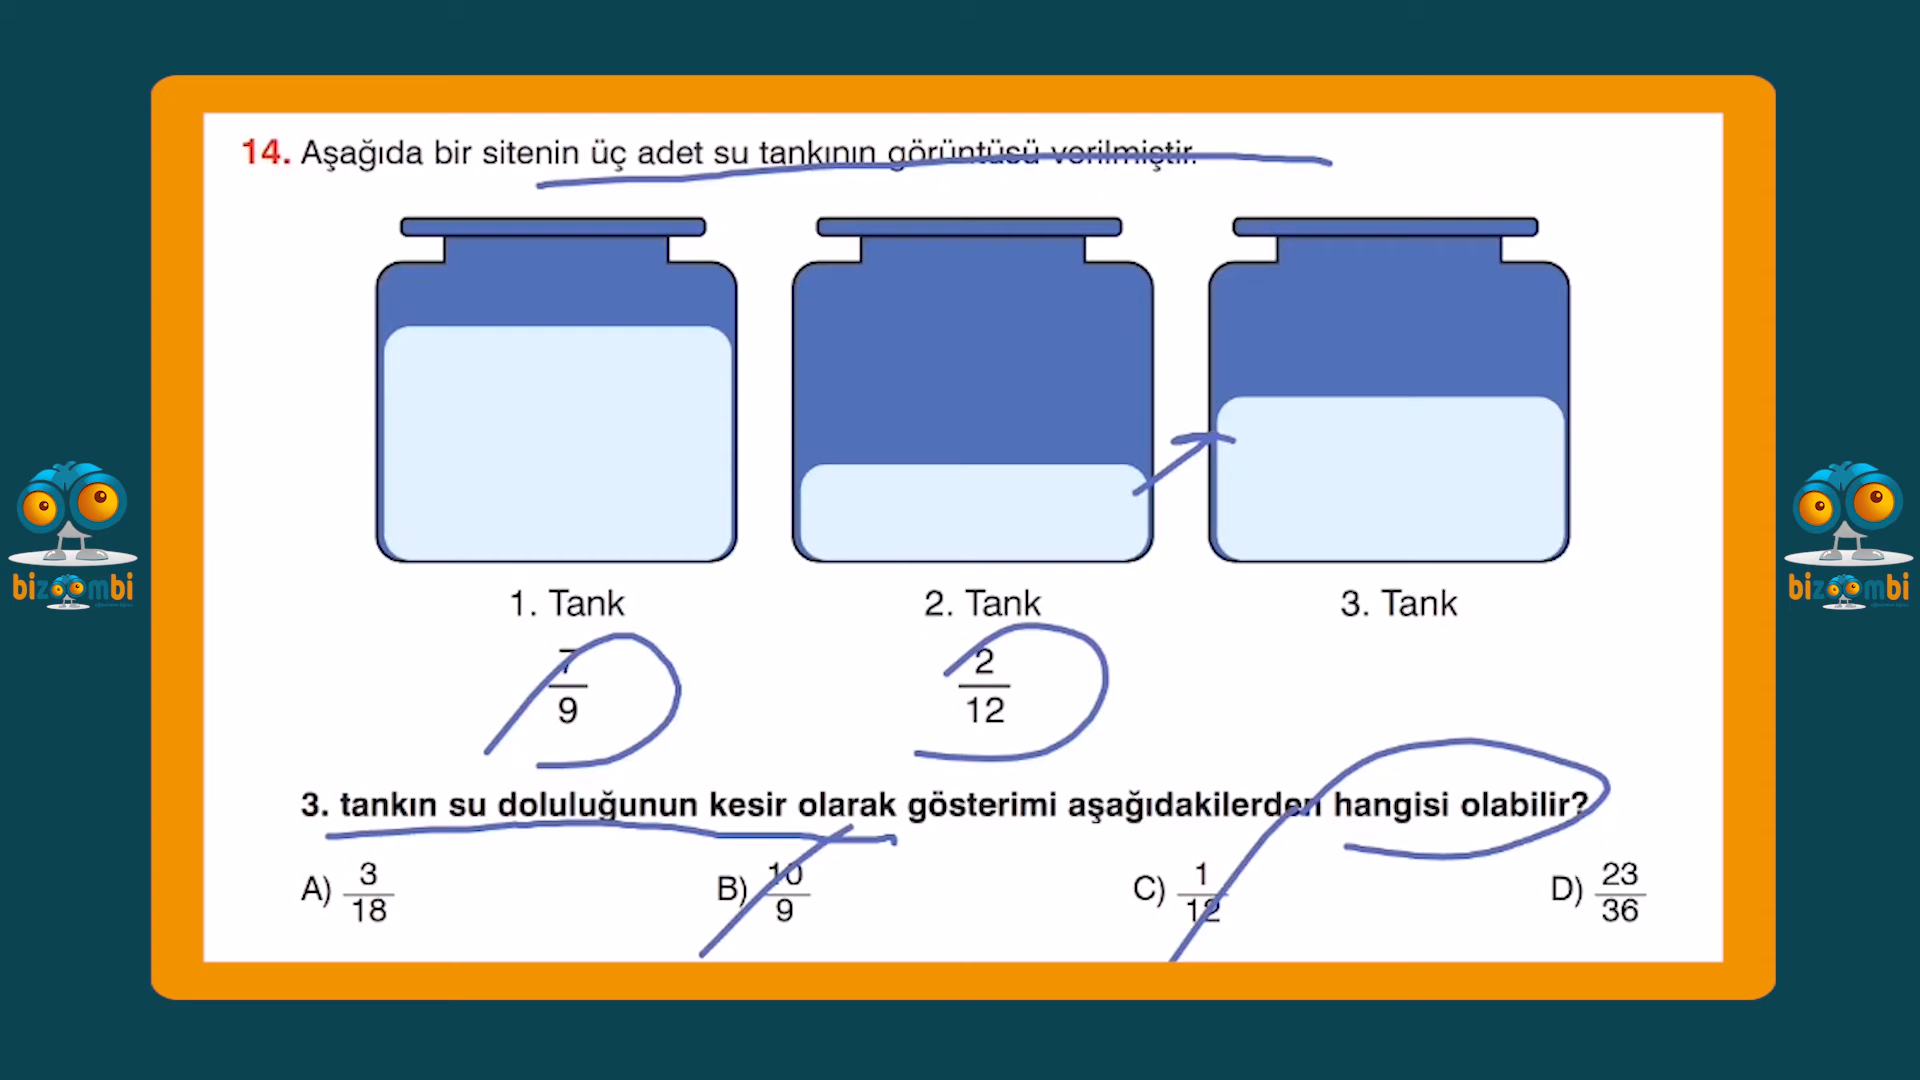 14. Aşağıda bir sitenin üç adet su tankının görüntüsü verilmiştir.
1. Tank 2. Tank 3. Tank
7/9 2/12
3. tankın su doluluğunun kesir olarak gösterimi aşağıdakilerden hangisi olabilir?
A) 3/18 B) 10/9 C) 1/12 D) 23/36
bizoombi
bizoombi